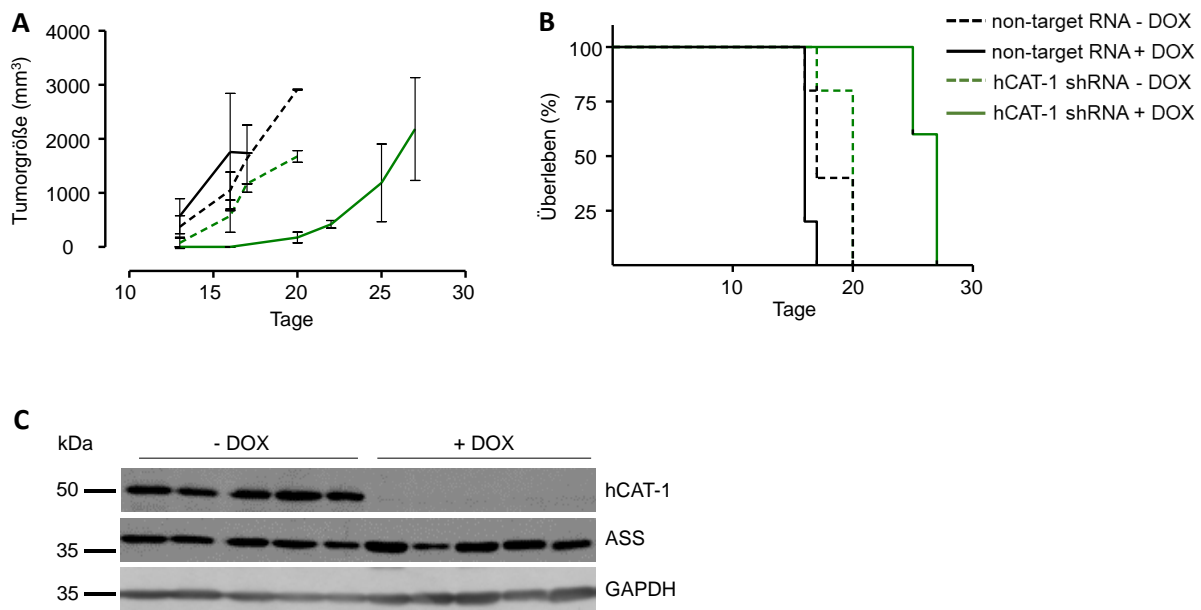 A
Tumorgröße (mm³)
4000
3000
2000
1000
0
10 15 20 25 30
Tage
B
Überleben (%)
100
75
50
25
10 20 30
Tage
non-target RNA - DOX
non-target RNA + DOX
hCAT-1 shRNA - DOX
hCAT-1 shRNA + DOX
C
kDa - DOX + DOX
50 hCAT-1
35 ASS
35 GAPDH